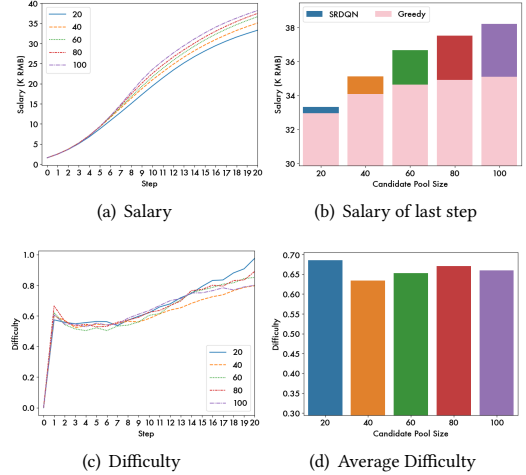 40
35
30
25
20
15
10
5
0
Salary (K RMB)
20
40
60
80
100
0 1 2 3 4 5 6 7 8 9 10 11 12 13 14 15 16 17 18 19 20
Step
(a) Salary
38
36
34
32
30
Salary (K RMB)
SRDQN
Greedy
20 40 60 80 100
Candidate Pool Size
(b) Salary of last step
1.0
0.8
0.6
0.4
0.2
0.0
Difficulty
20
40
60
80
100
0 1 2 3 4 5 6 7 8 9 10 11 12 13 14 15 16 17 18 19 20
Step
(c) Difficulty
0.70
0.65
0.60
0.55
0.50
0.45
0.40
0.35
0.30
Difficulty
20 40 60 80 100
Candidate Pool Size
(d) Average Difficulty